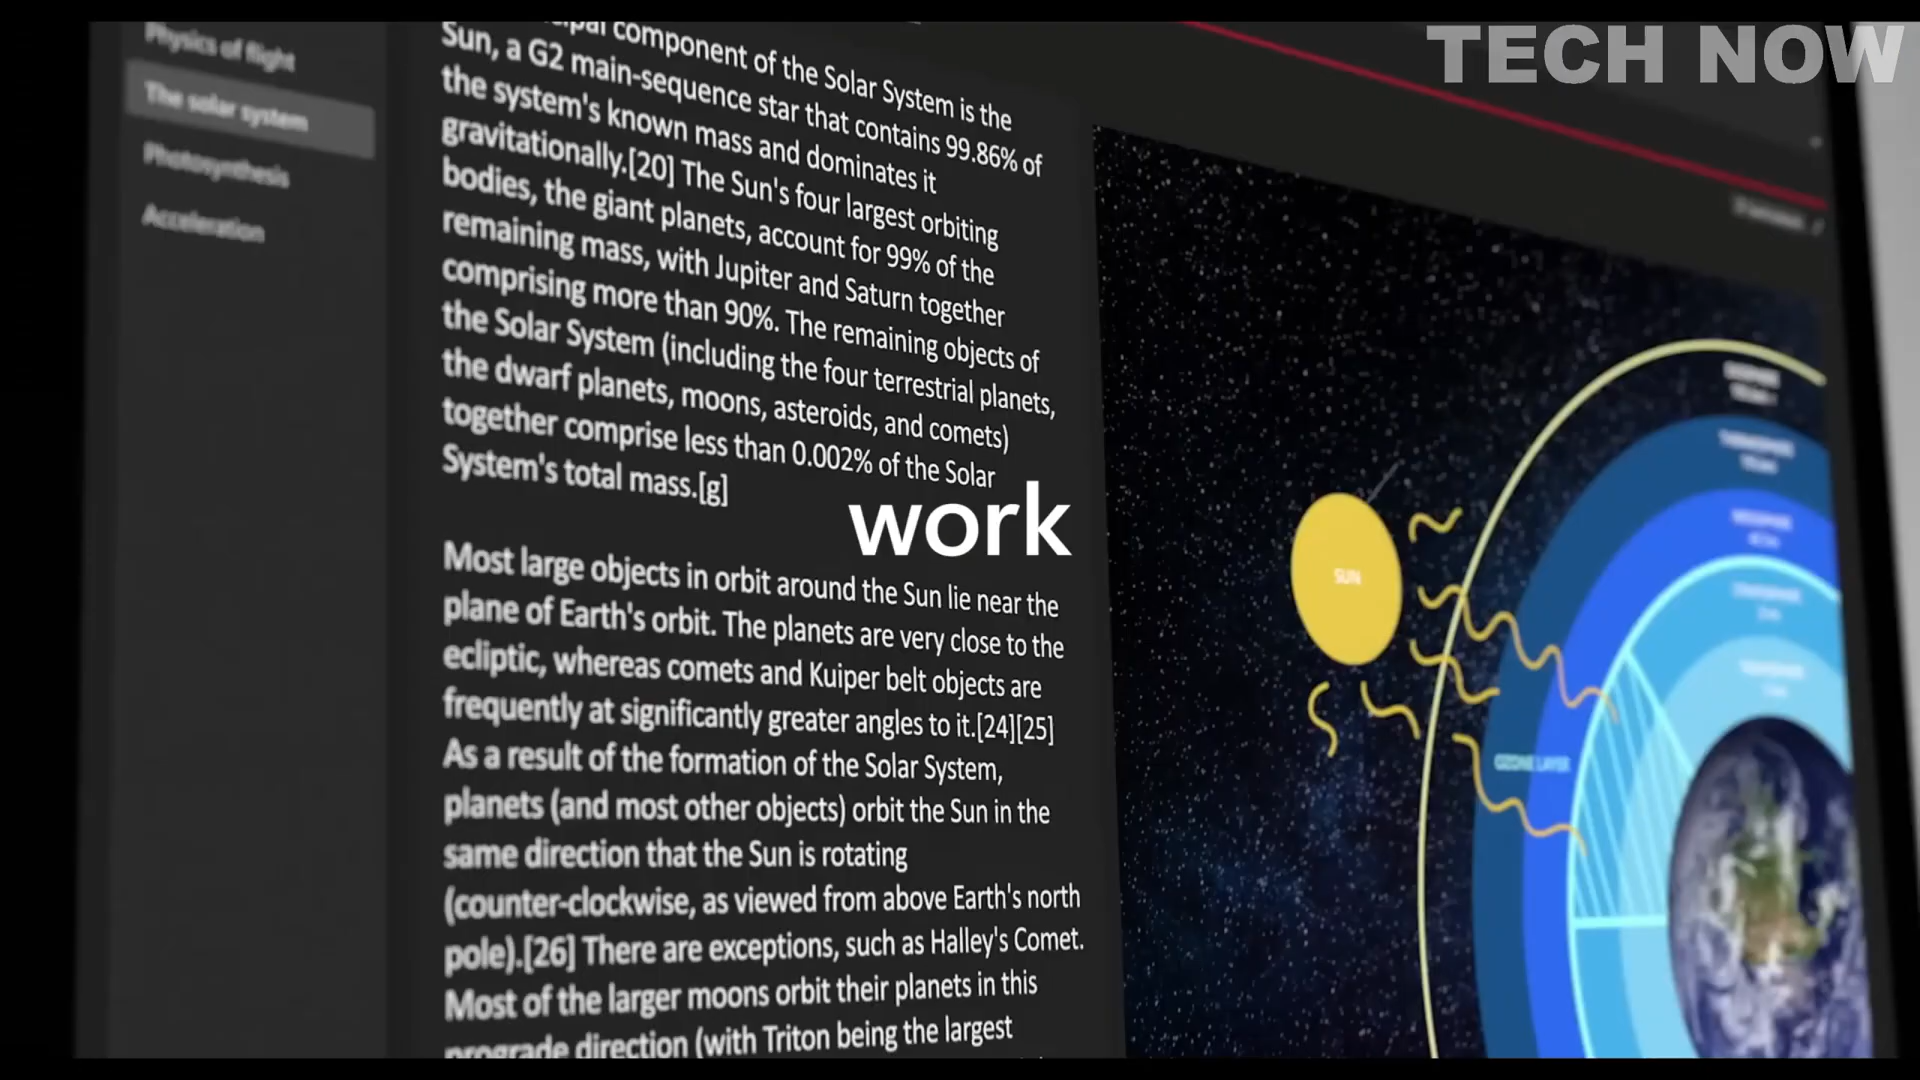 TECH NOW
Physics of flight
The solar system
Photosynthesis
Acceleration
component of the Solar System is the
Sun, a G2 main-sequence star that contains 99.86% of
the system's known mass and dominates it
gravitationally.[20] The Sun's four largest orbiting
bodies, the giant planets, account for 99% of the
remaining mass, with Jupiter and Saturn together
comprising more than 90%. The remaining objects of
the Solar System (including the four terrestrial planets,
the dwarf planets, moons, asteroids, and comets)
together comprise less than 0.002% of the Solar
System's total mass.[g]
work
Most large objects in orbit around the Sun lie near the
plane of Earth's orbit. The planets are very close to the
ecliptic, whereas comets and Kuiper belt objects are
frequently at significantly greater angles to it.[24][25]
As a result of the formation of the Solar System,
planets (and most other objects) orbit the Sun in the
same direction that the Sun is rotating
(counter-clockwise, as viewed from above Earth's north
pole).[26] There are exceptions, such as Halley's Comet.
Most of the larger moons orbit their planets in this
prograde direction (with Triton being the largest
SUN
OZONE LAYER